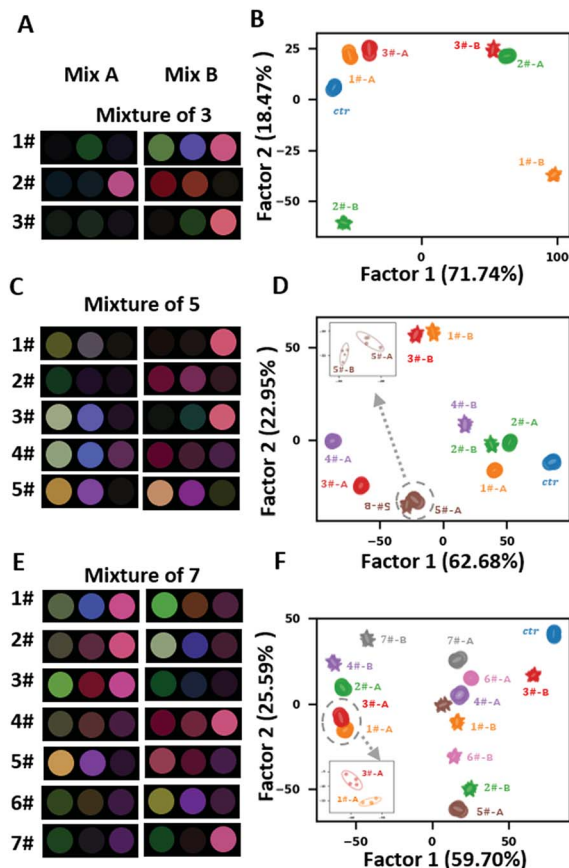 A
Mix A Mix B
Mixture of 3
1#
2#
3#
B
Factor 2 (18.47%)
25
0
−25
−50
0 100
Factor 1 (71.74%)
3#-A
1#-A
ctr
3#-B
2#-A
1#-B
2#-B
C
Mixture of 5
1#
2#
3#
4#
5#
D
Factor 2 (22.95%)
50
0
−50
−50 0 50
Factor 1 (62.68%)
5#-A
5#-B
3#-B
1#-B
4#-B
2#-A
2#-B
4#-A
ctr
3#-A
1#-A
5#-B
5#-A
E
Mixture of 7
1#
2#
3#
4#
5#
6#
7#
F
Factor 2 (25.59%)
50
0
−50
−50 0 50
Factor 1 (59.70%)
7#-B
7#-A
ctr
4#-B
6#-A
3#-B
2#-A
4#-A
3#-A
1#-A
1#-B
6#-B
3#-A
1#-A
2#-B
5#-A